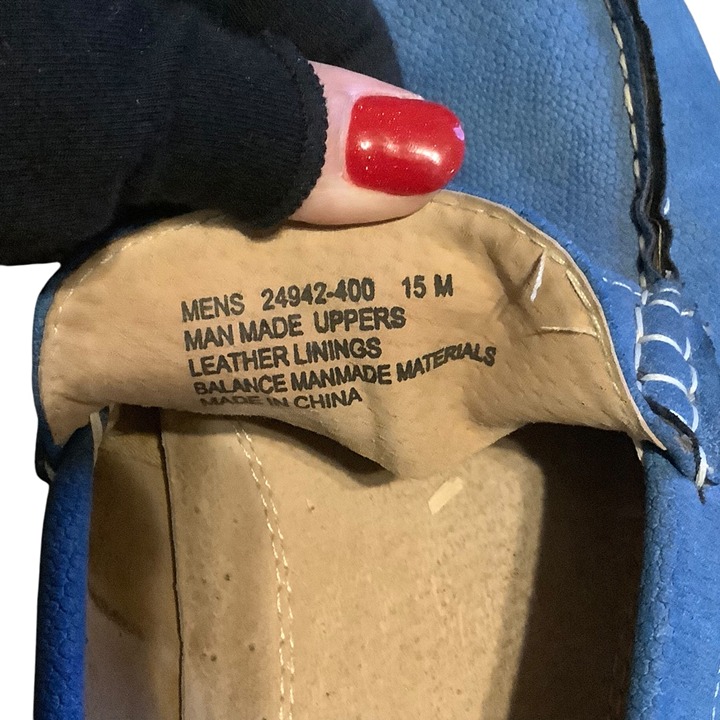 MENS 24942-400 15 M
MAN MADE UPPERS
LEATHER LININGS
BALANCE MANMADE MATERIALS
MADE IN CHINA